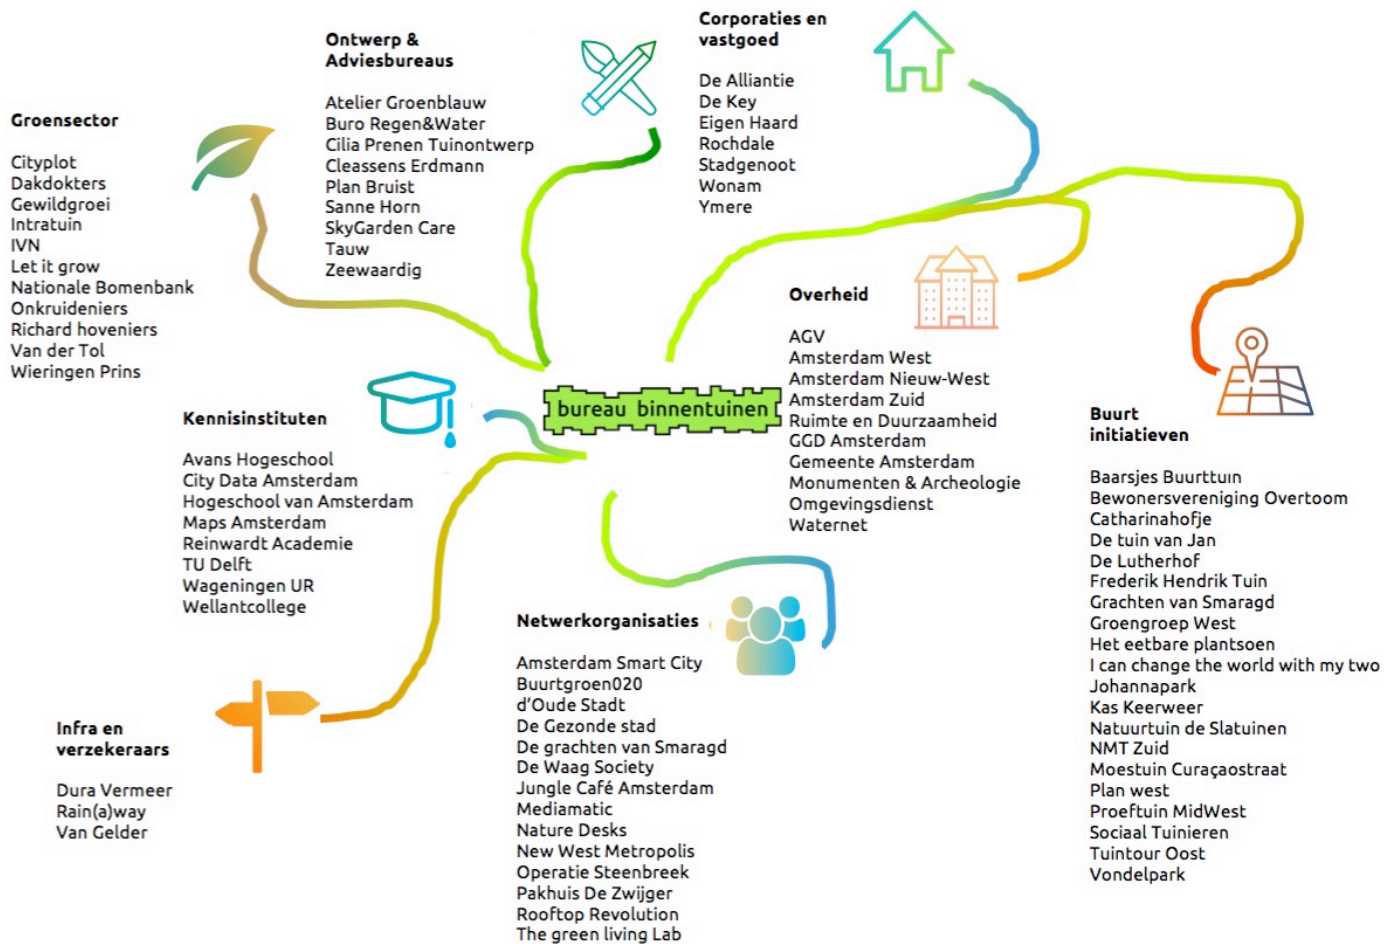 Groensector
Cityplot
Dakdokters
Gewildgroei
Intratuin
IVN
Let it grow
Nationale Bomenbank
Onkruideniers
Richard hoveniers
Van der Tol
Wieringen Prins
Ontwerp &
Adviesbureaus
Atelier Groenblauw
Buro Regen&Water
Cilia Prenen Tuinontwerp
Cleassens Erdmann
Plan Bruist
Sanne Horn
SkyGarden Care
Tauw
Zeewaardig
Corporaties en
vastgoed
De Alliantie
De Key
Eigen Haard
Rochdale
Stadgenoot
Wonam
Ymere
Overheid
AGV
Amsterdam West
Amsterdam Nieuw-West
Amsterdam Zuid
Ruimte en Duurzaamheid
GGD Amsterdam
Gemeente Amsterdam
Monumenten & Archeologie
Omgevingsdienst
Waternet
bureau binnentuinen
Kennisinstituten
Avans Hogeschool
City Data Amsterdam
Hogeschool van Amsterdam
Maps Amsterdam
Reinwardt Academie
TU Delft
Wageningen UR
Wellantcollege
Buurt
initiatieven
Baarsjes Buurttuin
Bewonersvereniging Overtoom
Catharinahofje
De tuin van Jan
De Lutherhof
Frederik Hendrik Tuin
Grachten van Smaragd
Groengroep West
Het eetbare plantsoen
I can change the world with my two
Johannapark
Kas Keerweer
Natuurtuin de Slatuinen
NMT Zuid
Moestuin Curaçaostraat
Plan west
Proeftuin MidWest
Sociaal Tuinieren
Tuintour Oost
Vondelpark
Netwerkorganisaties
Amsterdam Smart City
Buurtgroen020
d’Oude Stadt
De Gezonde stad
De grachten van Smaragd
De Waag Society
Jungle Café Amsterdam
Mediamatic
Nature Desks
New West Metropolis
Operatie Steenbreek
Pakhuis De Zwijger
Rooftop Revolution
The green living Lab
Infra en
verzekeraars
Dura Vermeer
Rain(a)way
Van Gelder